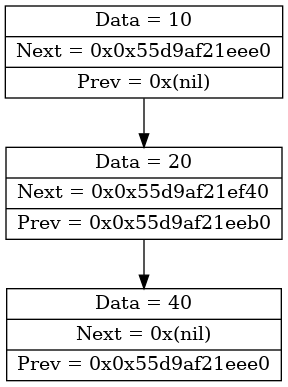 Data = 10
Next = 0x0x55d9af21eee0
Prev = 0x(nil)
Data = 20
Next = 0x0x55d9af21ef40
Prev = 0x0x55d9af21eeb0
Data = 40
Next = 0x(nil)
Prev = 0x0x55d9af21eee0